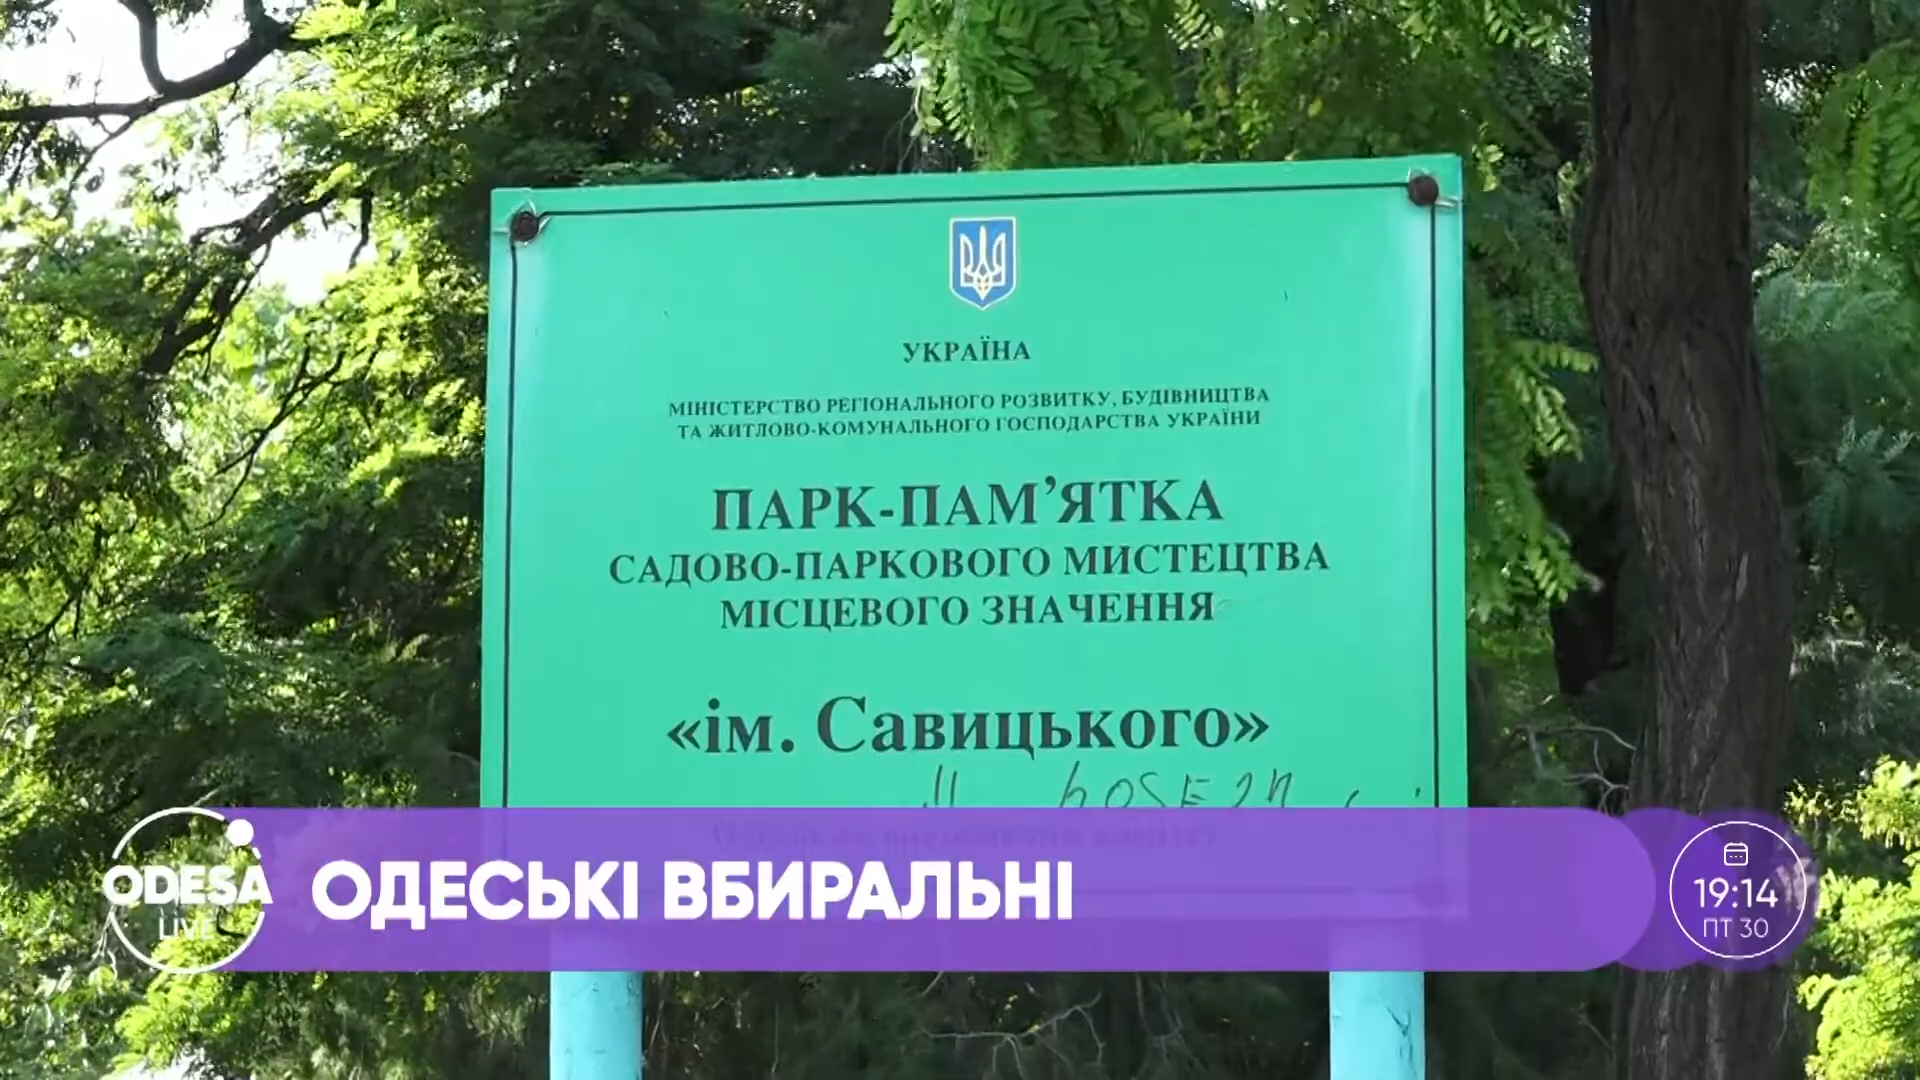 УКРАЇНА
МІНІСТЕРСТВО РЕГІОНАЛЬНОГО РОЗВИТКУ, БУДІВНИЦТВА
ТА ЖИТЛОВО-КОМУНАЛЬНОГО ГОСПОДАРСТВА УКРАЇНИ
ПАРК-ПАМ’ЯТКА
САДОВО-ПАРКОВОГО МИСТЕЦТВА
МІСЦЕВОГО ЗНАЧЕННЯ
«ім. Савицького»
ODESA
LIVE
ОДЕСЬКІ ВБИРАЛЬНІ
19:14
ПТ 30